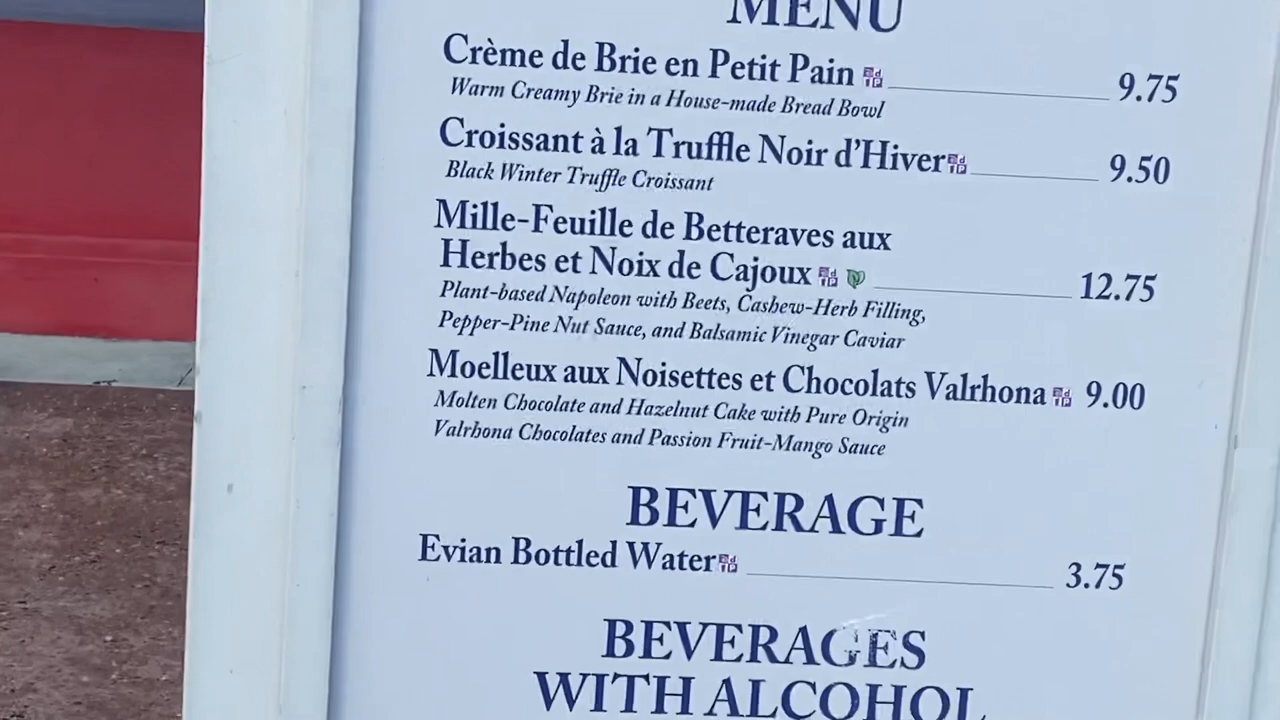 MENU
Crème de Brie en Petit Pain 9.75
Warm Creamy Brie in a House-made Bread Bowl
Croissant à la Truffle Noir d'Hiver 9.50
Black Winter Truffle Croissant
Mille-Feuille de Betteraves aux
Herbes et Noix de Cajoux 12.75
Plant-based Napoleon with Beets, Cashew-Herb Filling,
Pepper-Pine Nut Sauce, and Balsamic Vinegar Caviar
Moelleux aux Noisettes et Chocolats Valrhona 9.00
Molten Chocolate and Hazelnut Cake with Pure Origin
Valrhona Chocolates and Passion Fruit-Mango Sauce
BEVERAGE
Evian Bottled Water 3.75
BEVERAGES
WITH ALCOHOL